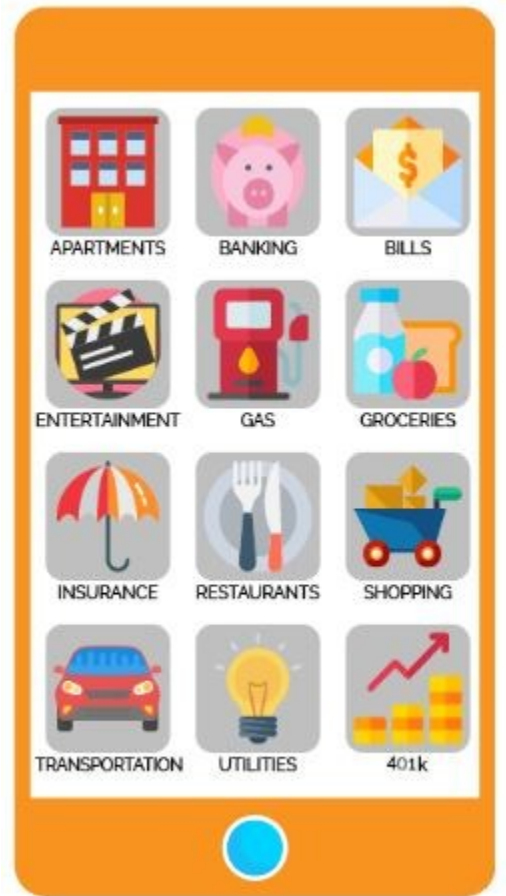 APARTMENTS BANKING BILLS
$
ENTERTAINMENT GAS GROCERIES
INSURANCE RESTAURANTS SHOPPING
TRANSPORTATION UTILITIES 401k